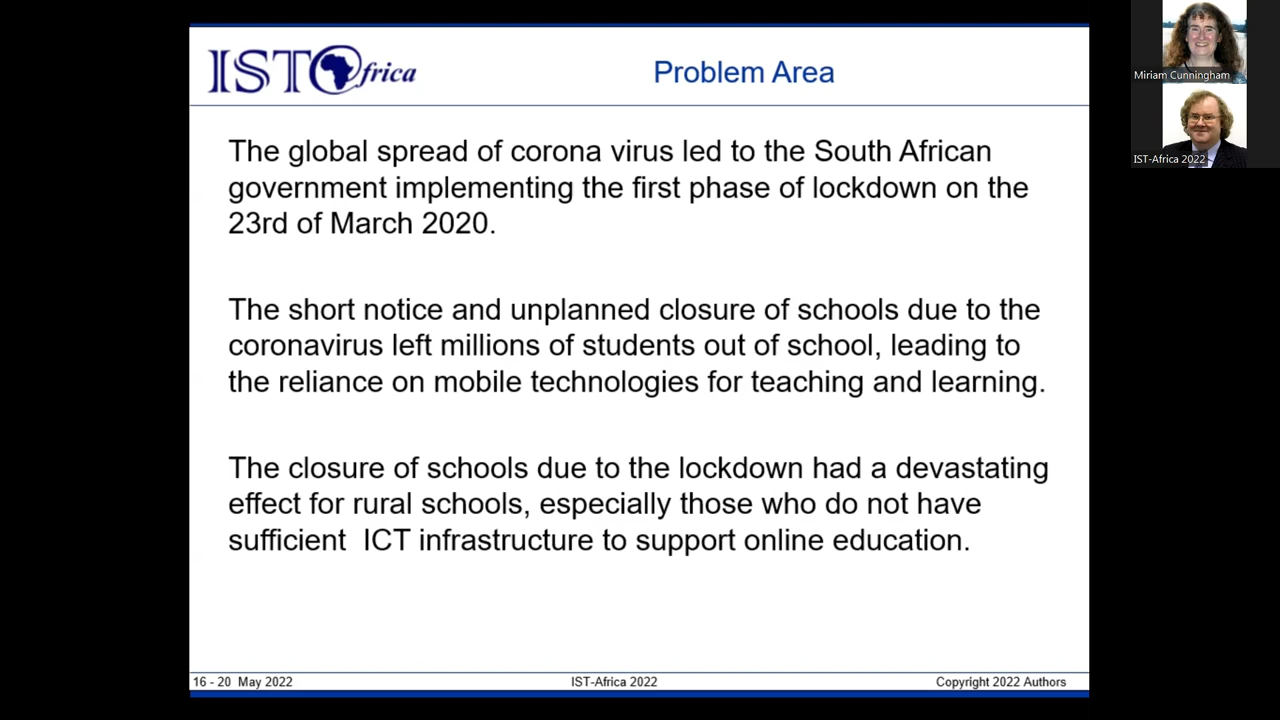 IST Africa
Problem Area
Miriam Cunningham
IST-Africa 2022
The global spread of corona virus led to the South African
government implementing the first phase of lockdown on the
23rd of March 2020.
The short notice and unplanned closure of schools due to the
coronavirus left millions of students out of school, leading to
the reliance on mobile technologies for teaching and learning.
The closure of schools due to the lockdown had a devastating
effect for rural schools, especially those who do not have
sufficient  ICT infrastructure to support online education.
16 - 20  May 2022
IST-Africa 2022
Copyright 2022 Authors